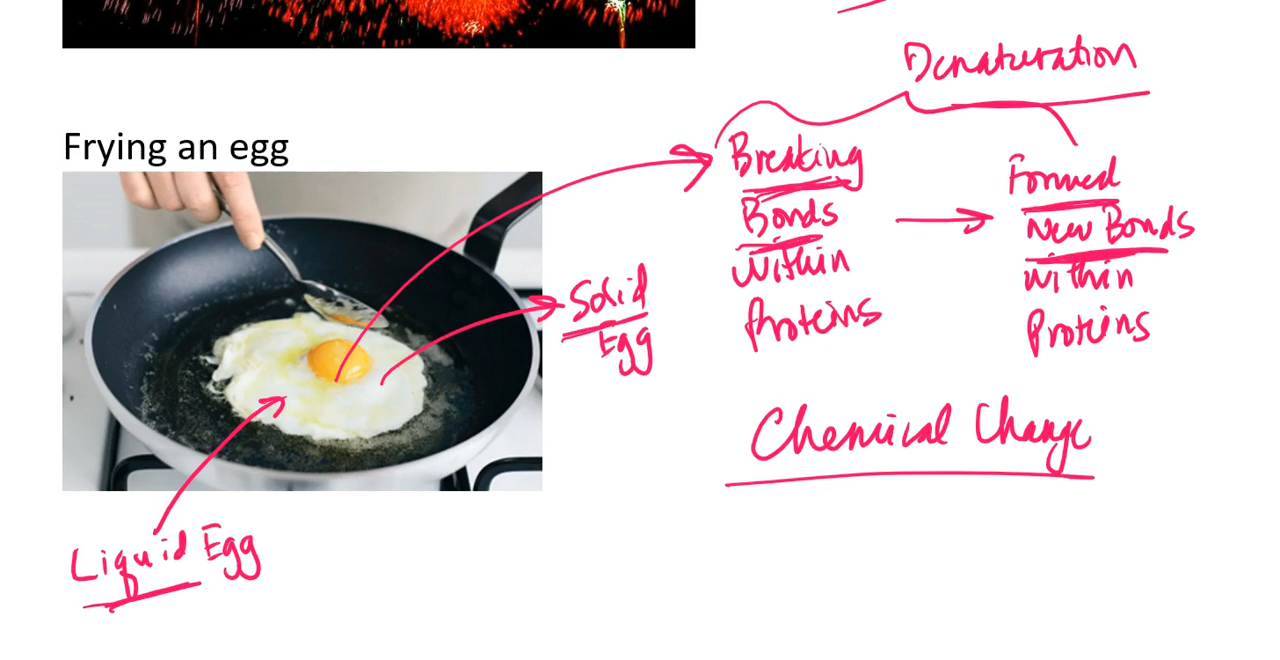 Denaturation
Frying an egg
Breaking
Bonds
Within
Proteins
Formed
New Bonds
within
Proteins
Solid
Egg
Chemical Change
Liquid Egg